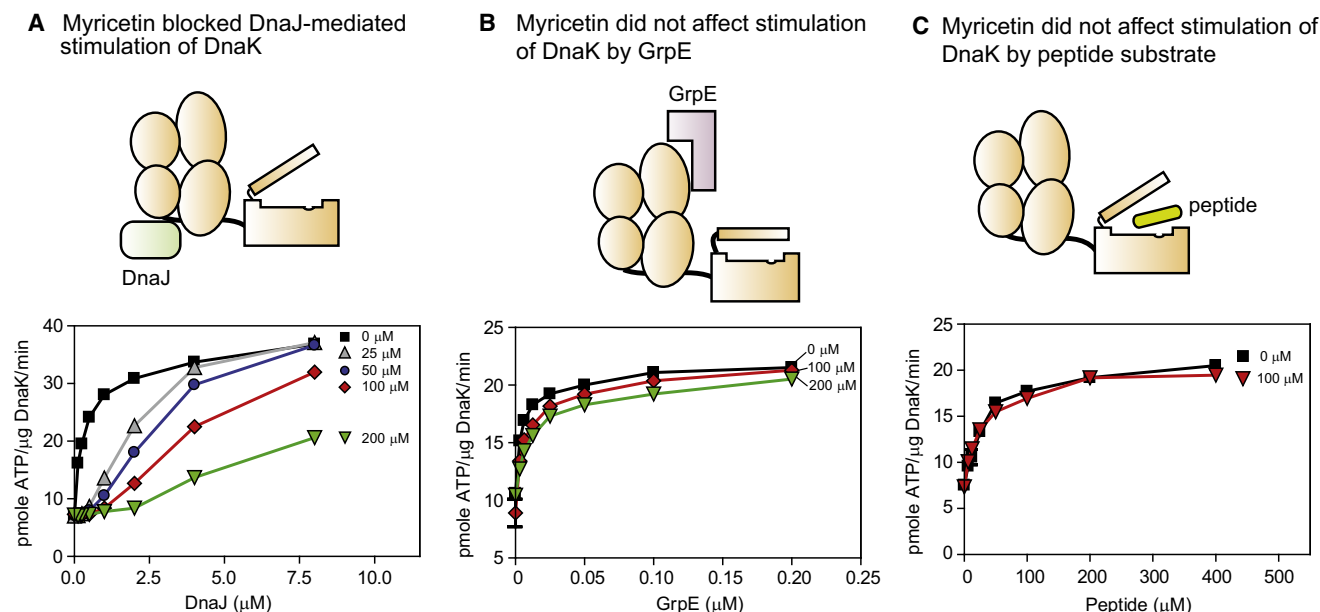 A Myricetin blocked DnaJ-mediated
stimulation of DnaK
DnaJ
pmole ATP/μg DnaK/min
40
30
20
10
0
0.0 2.5 5.0 7.5 10.0
DnaJ (μM)
0 μM
25 μM
50 μM
100 μM
200 μM
B Myricetin did not affect stimulation
of DnaK by GrpE
GrpE
pmole ATP/μg DnaK/min
25
20
15
10
5
0 0.05 0.10 0.15 0.20 0.25
GrpE (μM)
0 μM
100 μM
200 μM
C Myricetin did not affect stimulation of
DnaK by peptide substrate
peptide
pmole ATP/μg DnaK/min
25
20
15
10
5
0
0 100 200 300 400 500
Peptide (μM)
0 μM
100 μM